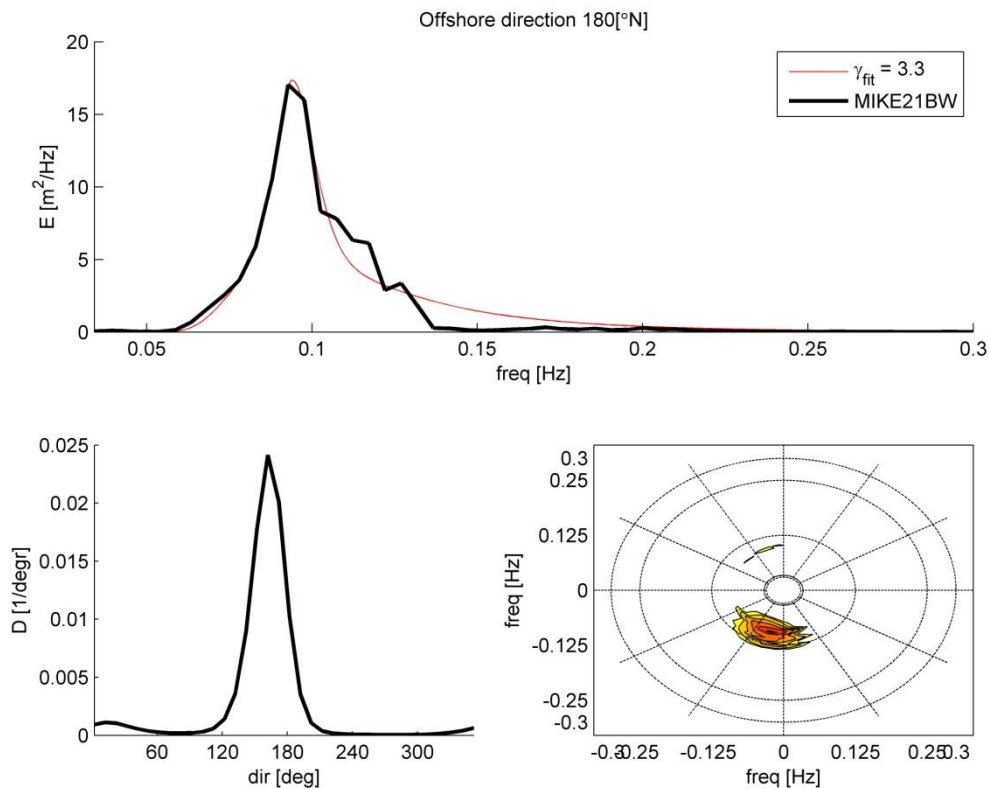 Offshore direction 180[°N]
20
15
10
5
0
E [m²/Hz]
γfit = 3.3
MIKE21BW
0.05 0.1 0.15 0.2 0.25 0.3
freq [Hz]
0.025
0.02
0.015
0.01
0.005
0
D [1/degr]
60 120 180 240 300
dir [deg]
0.3
0.25
0.125
0
-0.125
-0.25
-0.3
freq [Hz]
-0.3 -0.25 -0.125 0 0.125 0.25 0.3
freq [Hz]